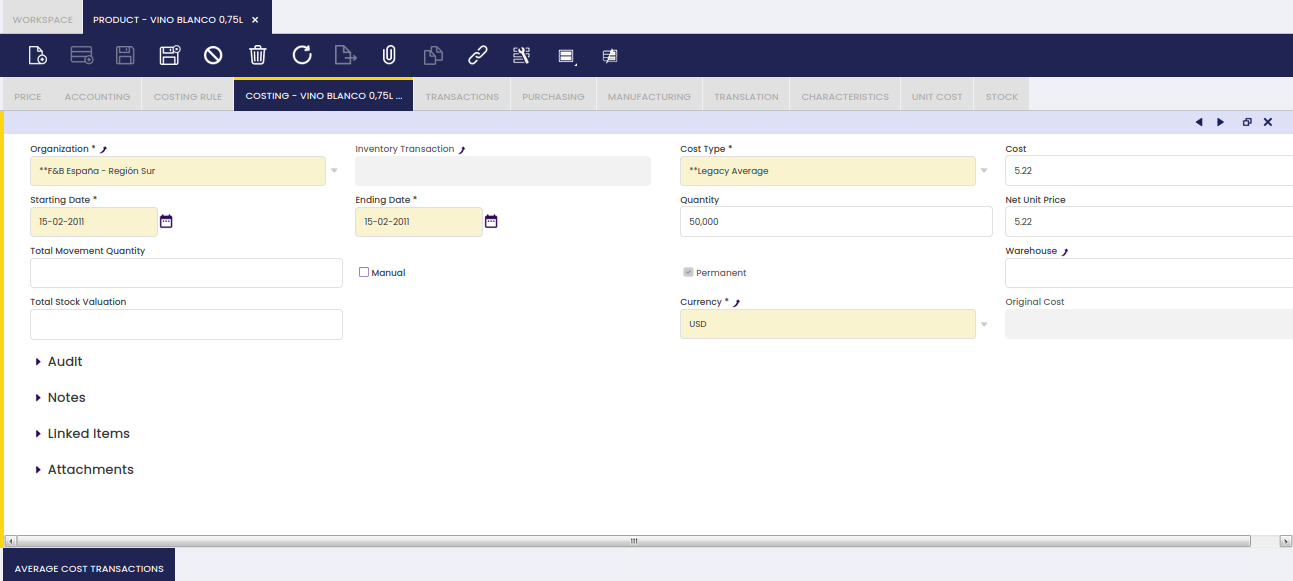 WORKSPACE PRODUCT - VINO BLANCO 0,75L
PRICE ACCOUNTING COSTING RULE COSTING - VINO BLANCO 0,75L ... TRANSACTIONS PURCHASING MANUFACTURING TRANSLATION CHARACTERISTICS UNIT COST STOCK
Organization * Inventory Transaction Cost Type * Cost
**F&B España - Región Sur **Legacy Average 5.22
Starting Date * Ending Date * Quantity Net Unit Price
15-02-2011 15-02-2011 50,000 5.22
Total Movement Quantity Warehouse
Manual Permanent
Total Stock Valuation Currency * Original Cost
USD
Audit
Notes
Linked Items
Attachments
AVERAGE COST TRANSACTIONS